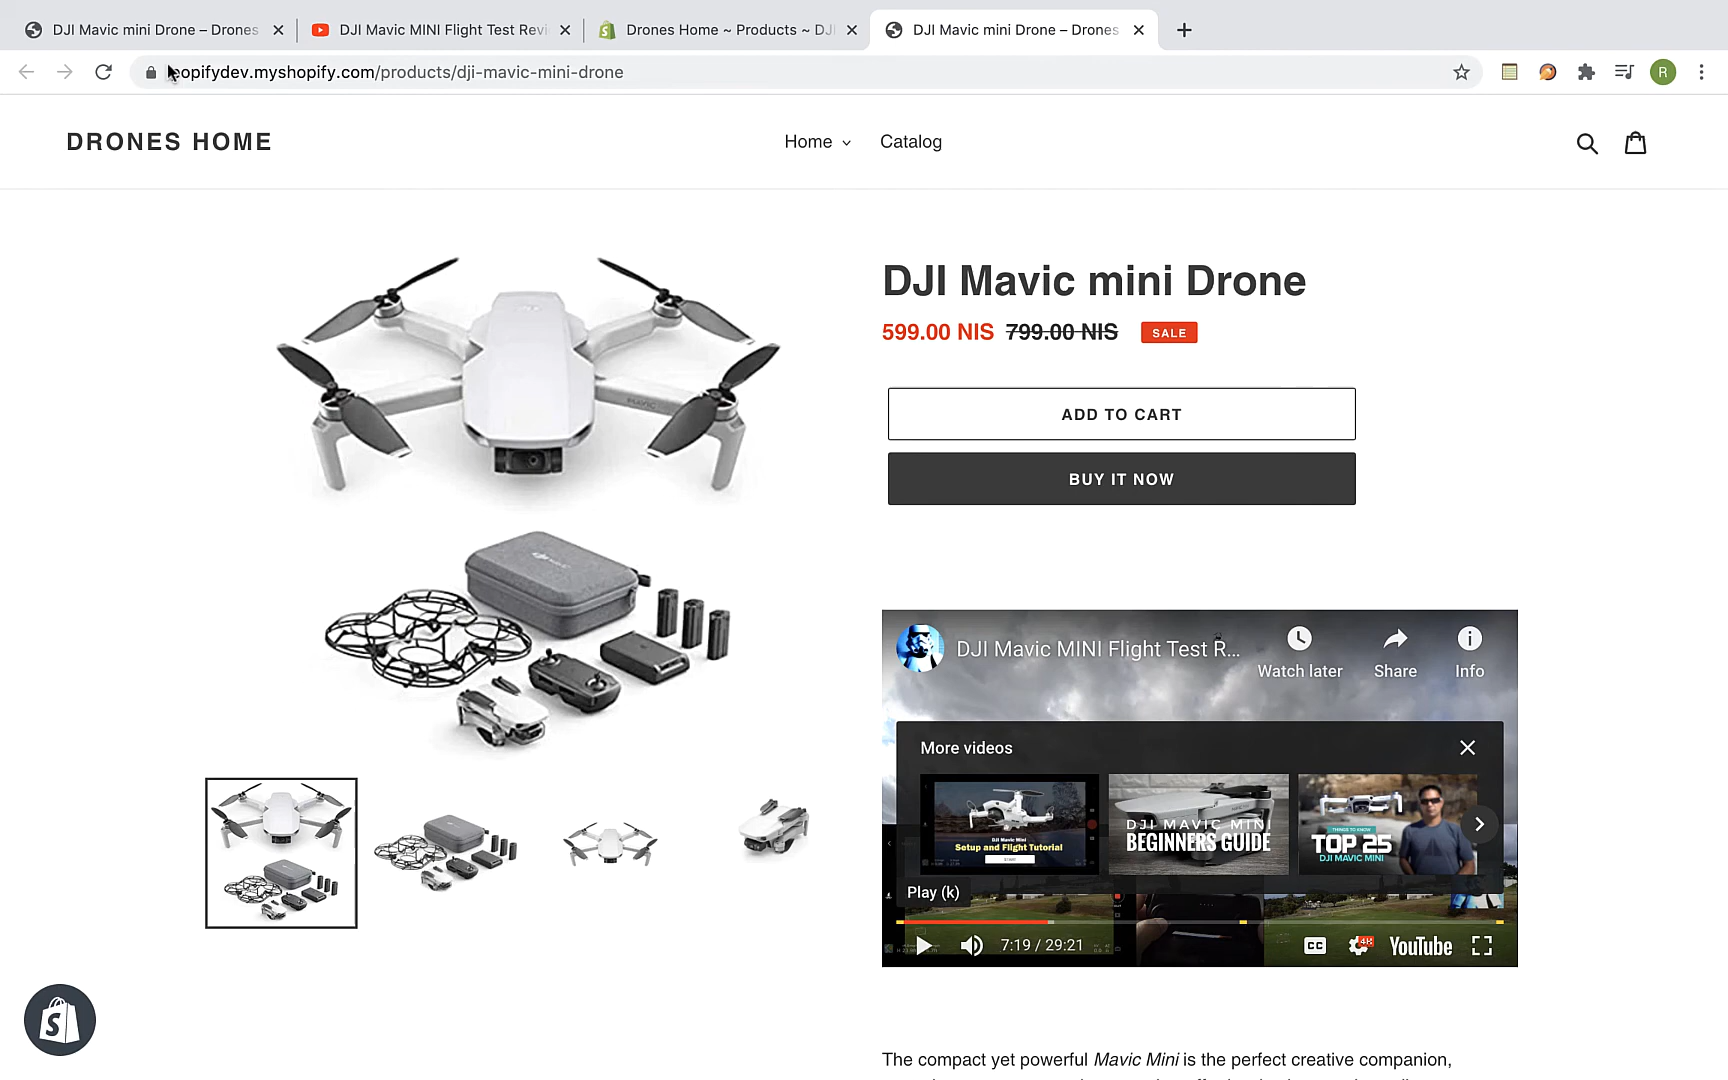 DJI Mavic mini Drone – Drones
DJI Mavic MINI Flight Test Revi
Drones Home ~ Products ~ DJI
DJI Mavic mini Drone – Drones
opifydev.myshopify.com/products/dji-mavic-mini-drone
R
DRONES HOME
Home
Catalog
DJI Mavic mini Drone
599.00 NIS 799.00 NIS SALE
ADD TO CART
BUY IT NOW
DJI Mavic MINI Flight Test R...
Watch later
Share
Info
More videos
DJI Mavic Mini
Setup and Flight Tutorial
DJI MAVIC MINI
BEGINNERS GUIDE
THINGS TO KNOW
TOP 25
DJI MAVIC MINI
Play (k)
7:19 / 29:21
CC
4K
YouTube
The compact yet powerful Mavic Mini is the perfect creative companion,